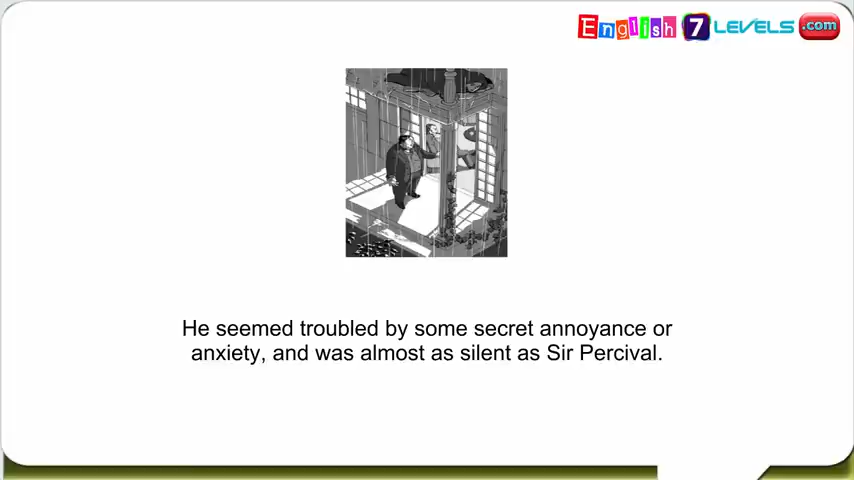 English 7 LEVELS .com
He seemed troubled by some secret annoyance or
anxiety, and was almost as silent as Sir Percival.